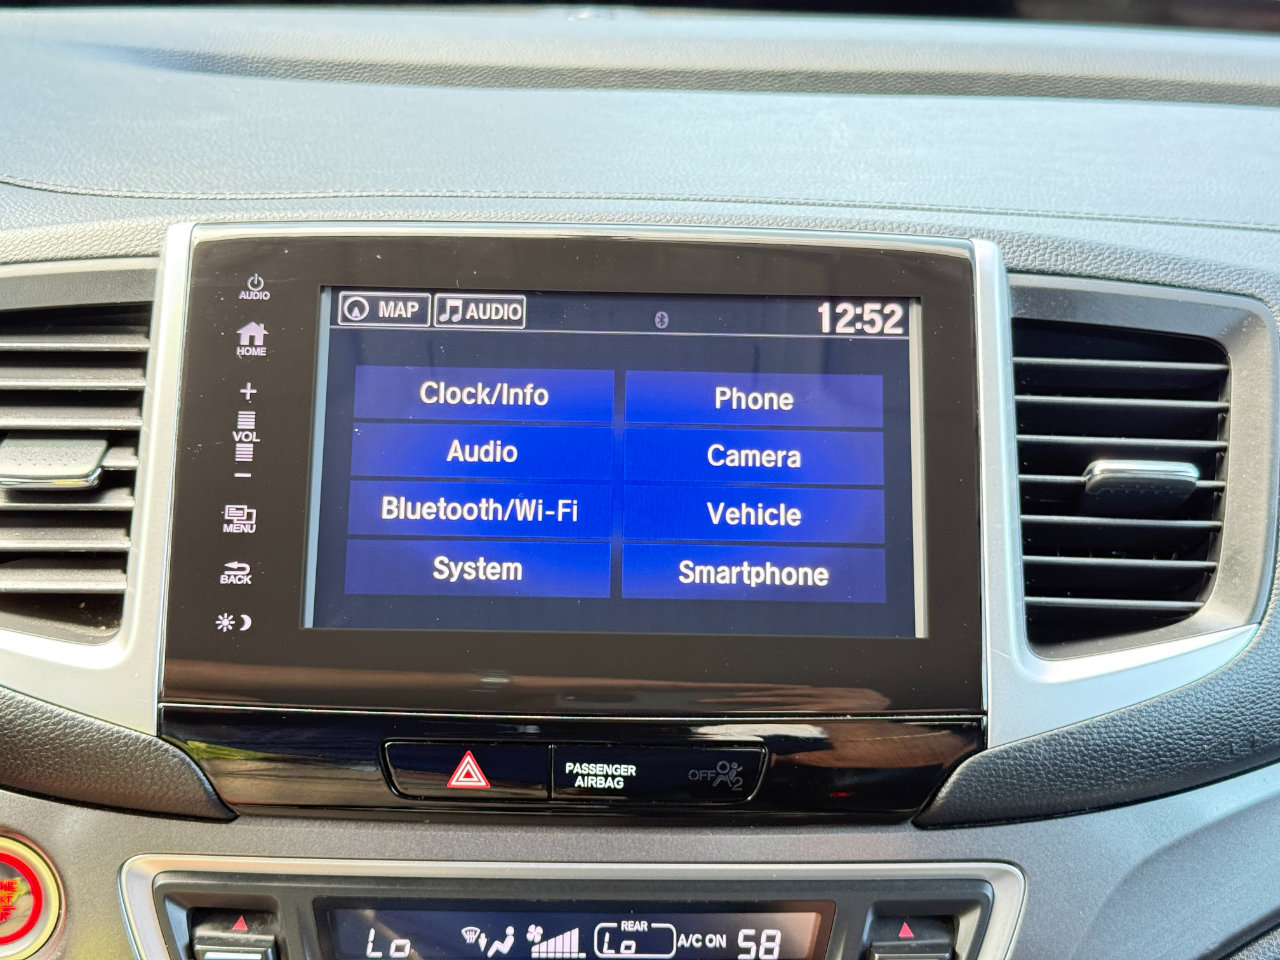 AUDIO
HOME
+
VOL
−
MENU
BACK
MAP
AUDIO
12:52
Clock/Info
Phone
Audio
Camera
Bluetooth/Wi-Fi
Vehicle
System
Smartphone
PASSENGER
AIRBAG
OFF
2
Lo
REAR
Lo
A/C ON
58